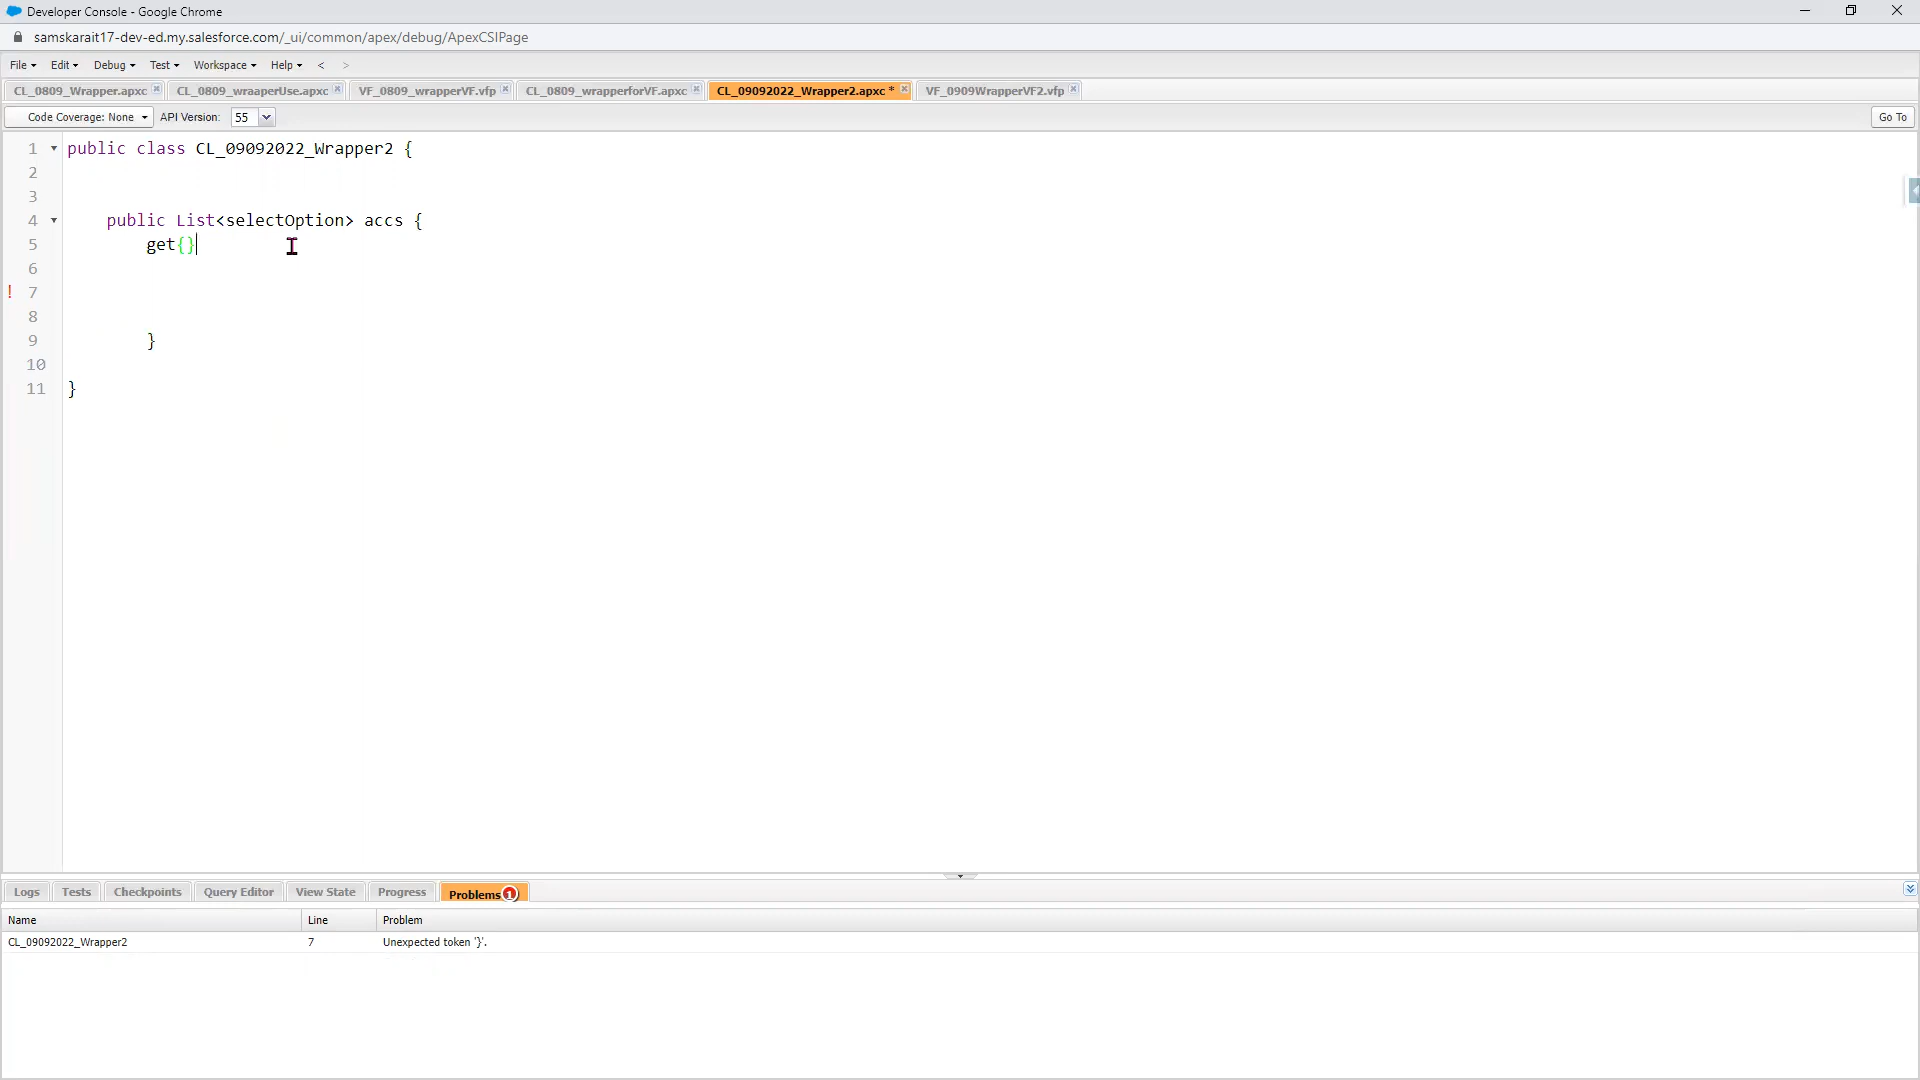 Developer Console - Google Chrome
samskarait17-dev-ed.my.salesforce.com/_ui/common/apex/debug/ApexCSIPage
File Edit Debug Test Workspace Help < >
CL_0809_Wrapper.apxc CL_0809_wraaperUse.apxc VF_0809_wrapperVF.vfp CL_0809_wrapperforVF.apxc CL_09092022_Wrapper2.apxc * VF_0909WrapperVF2.vfp
Code Coverage: None API Version: 55 Go To
1 public class CL_09092022_Wrapper2 {
2
3
4 public List<selectOption> accs {
5 get{}
6
! 7
8
9 }
10
11 }
Logs Tests Checkpoints Query Editor View State Progress Problems 1
Name Line Problem
CL_09092022_Wrapper2 7 Unexpected token '}'.